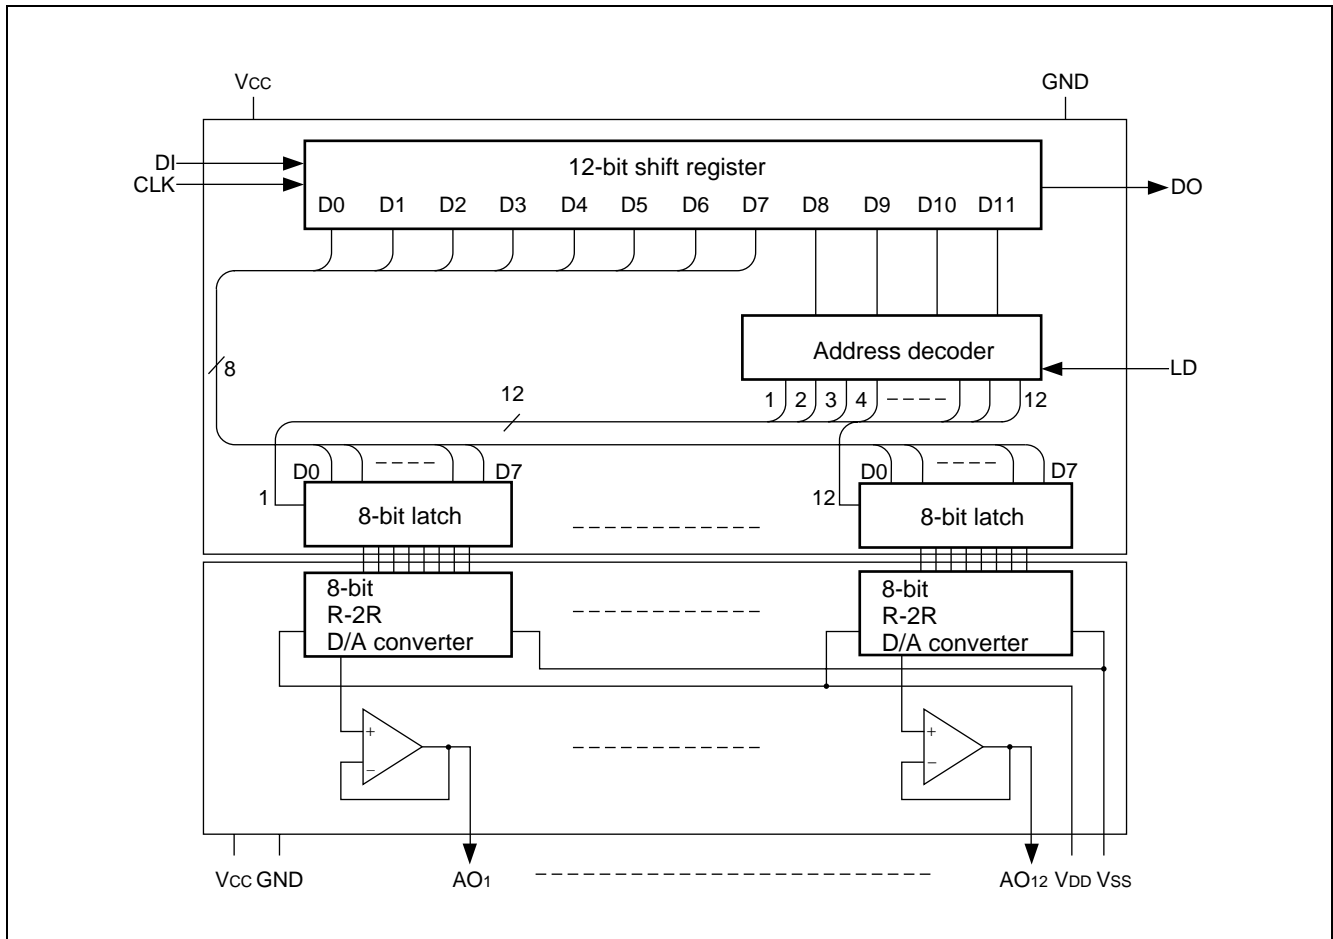 VCC GND
DI
12-bit shift register
CLK
DO
D0 D1 D2 D3 D4 D5 D6 D7 D8 D9 D10 D11
Address decoder
8
LD
1 2 3 4 12
12
D0 D7 D0 D7
1 12
8-bit latch 8-bit latch
8-bit
R-2R
D/A converter
8-bit
R-2R
D/A converter
+ +
− −
VCC GND AO1 AO12 VDD VSS